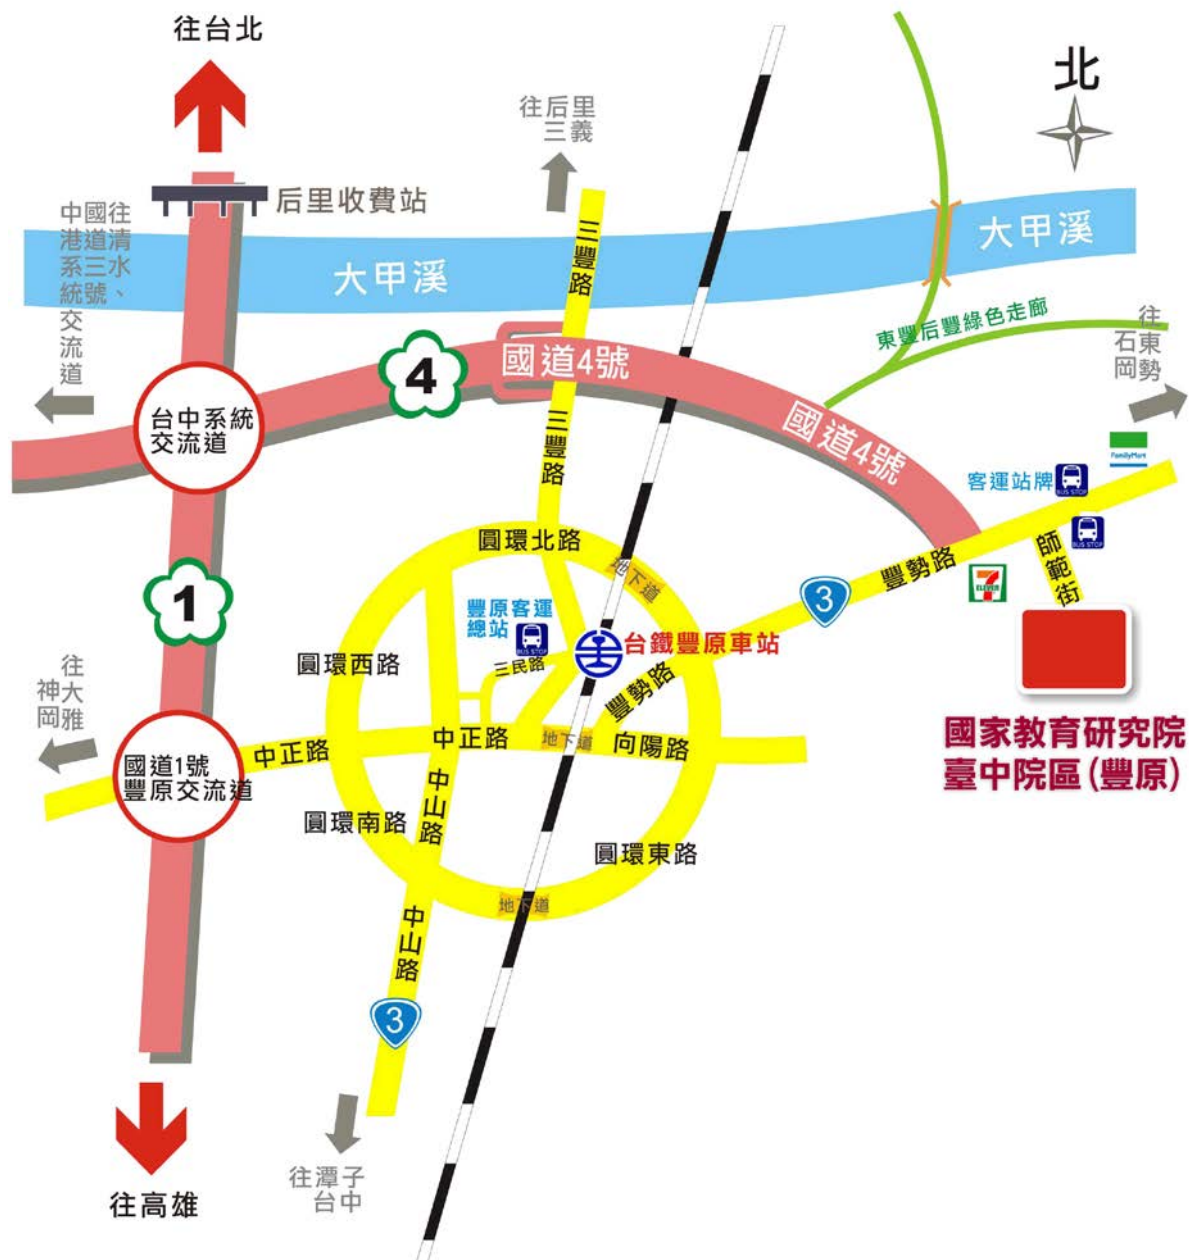 往台北
北
往后里
三義
后里收費站
往清水、
國道三號
中港系統交流道
大甲溪
大甲溪
三豐路
東豐后豐綠色走廊
往東勢
石岡
國道4號
4
國道4號
台中系統
交流道
三豐路
FamilyMart
客運站牌
BUS STOP
BUS STOP
師範街
圓環北路
地下道
豐勢路
7
ELEVEN
3
1
豐原客運
總站
BUS STOP
台鐵豐原車站
三民路
圓環西路
豐勢路
往大雅
神岡
國道1號
豐原交流道
中正路
中正路
地下道
向陽路
國家教育研究院
臺中院區(豐原)
中山路
圓環南路
圓環東路
地下道
中山路
3
往潭子
台中
往高雄